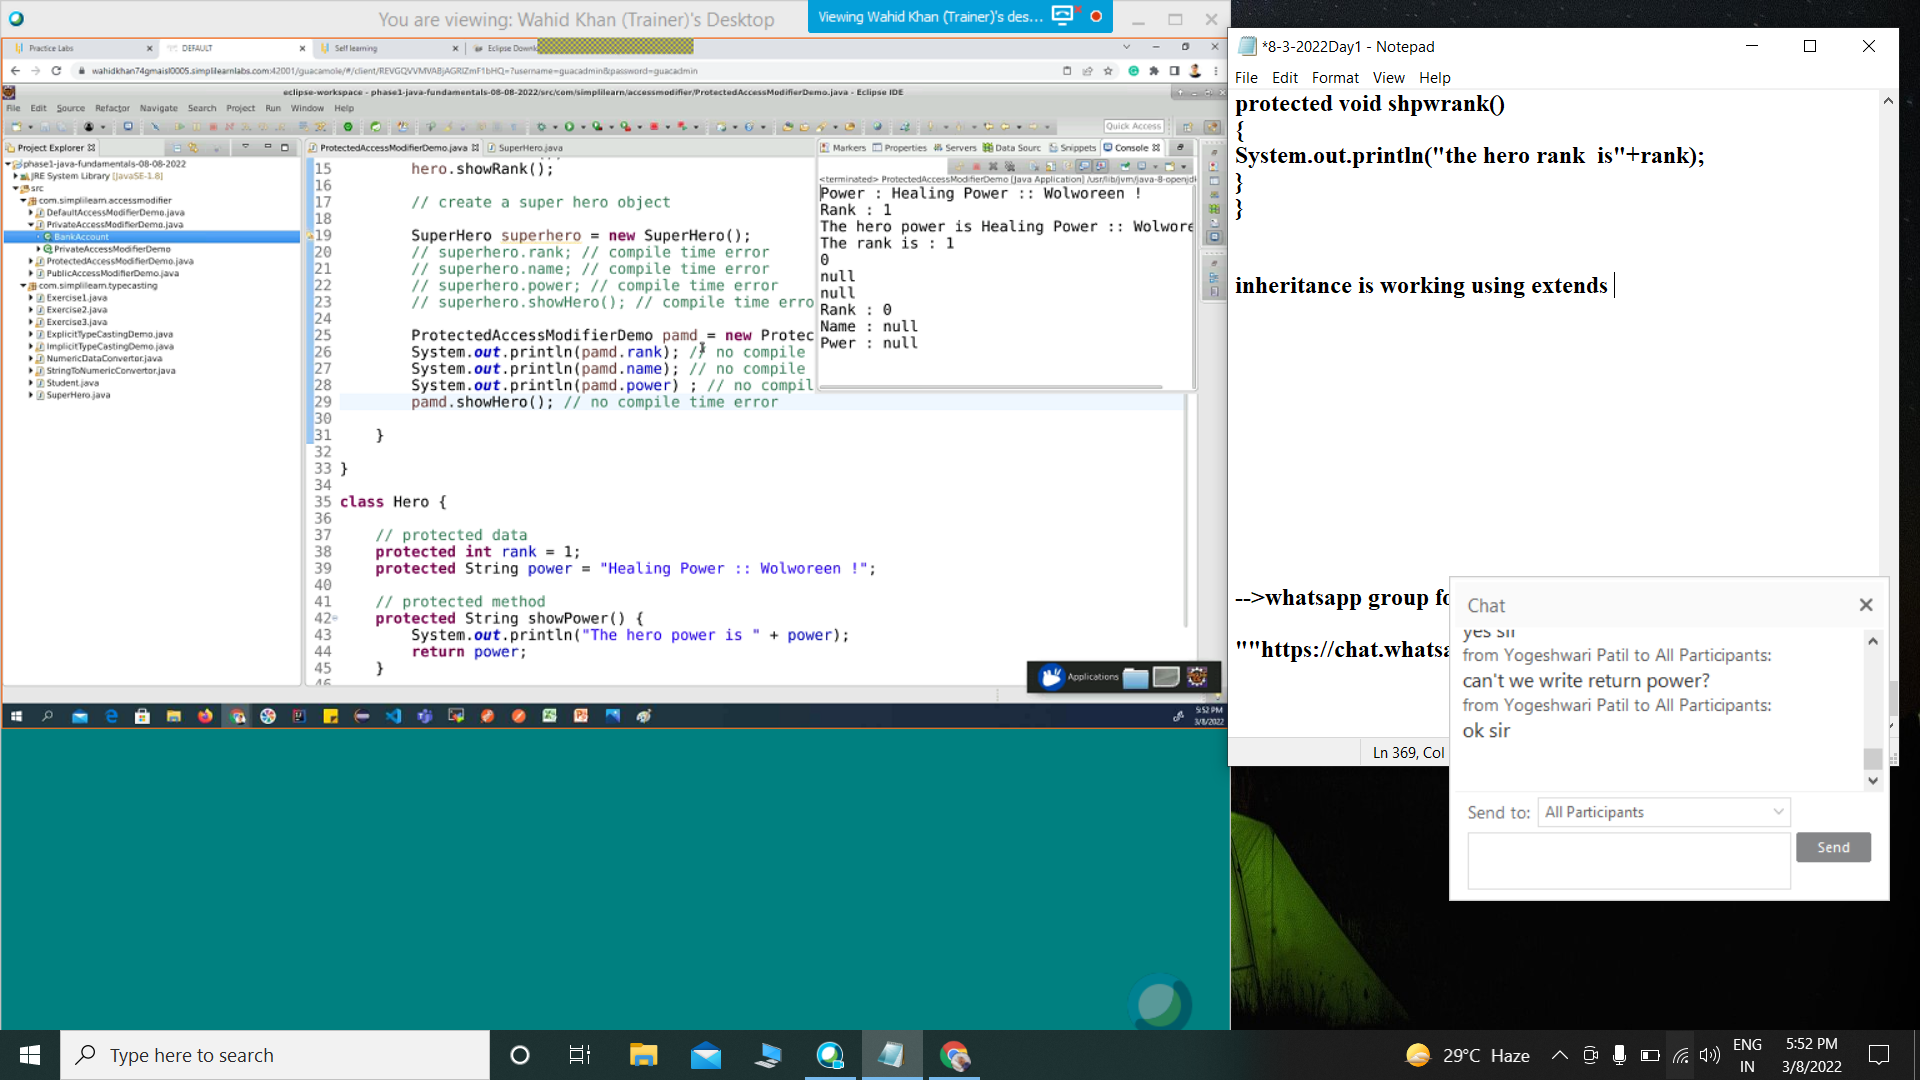 You are viewing: Wahid Khan (Trainer)'s Desktop
Viewing Wahid Khan (Trainer)'s des...
Practice Labs
DEFAULT
Self learning
Eclipse Downl
wahidkhan74gmaisl0005.simplilearnlabs.com:42001/guacamole/#/client/REVGQVVMVABjAGRIZmF1bHQ=?username=guacadmin&password=guacadmin
eclipse-workspace - phase1-java-fundamentals-08-08-2022/src/com/simplilearn/accessmodifier/ProtectedAccessModifierDemo.java - Eclipse IDE
File Edit Source Refactor Navigate Search Project Run Window Help
Quick Access
Project Explorer
phase1-java-fundamentals-08-08-2022
JRE System Library [JavaSE-1.8]
src
com.simplilearn.accessmodifier
DefaultAccessModifierDemo.java
PrivateAccessModifierDemo.java
BankAccount
PrivateAccessModifierDemo
ProtectedAccessModifierDemo.java
PublicAccessModifierDemo.java
com.simplilearn.typecasting
Exercise1.java
Exercise2.java
Exercise3.java
ExplicitTypeCastingDemo.java
ImplicitTypeCastingDemo.java
NumericDataConvertor.java
StringToNumericConvertor.java
Student.java
SuperHero.java
ProtectedAccessModifierDemo.java
SuperHero.java
15 hero.showRank();
16
17 // create a super hero object
18
19 SuperHero superhero = new SuperHero();
20 // superhero.rank; // compile time error
21 // superhero.name; // compile time error
22 // superhero.power; // compile time error
23 // superhero.showHero(); // compile time erro
24
25 ProtectedAccessModifierDemo pamd = new Protec
26 System.out.println(pamd.rank); // no compile
27 System.out.println(pamd.name); // no compile
28 System.out.println(pamd.power) ; // no compil
29 pamd.showHero(); // no compile time error
30
31 }
32
33 }
34
35 class Hero {
36
37 // protected data
38 protected int rank = 1;
39 protected String power = "Healing Power :: Wolworeen !";
40
41 // protected method
42 protected String showPower() {
43 System.out.println("The hero power is " + power);
44 return power;
45 }
46
Markers Properties Servers Data Sourc Snippets Console
<terminated> ProtectedAccessModifierDemo [Java Application] /usr/lib/jvm/java-8-openjdk
Power : Healing Power :: Wolworeen !
Rank : 1
The hero power is Healing Power :: Wolwore
The rank is : 1
0
null
null
Rank : 0
Name : null
Pwer : null
Applications
5:52 PM
3/8/2022
*8-3-2022Day1 - Notepad
File Edit Format View Help
protected void shpwrank()
{
System.out.println("the hero rank is"+rank);
}
}
inheritance is working using extends
-->whatsapp group fo
""https://chat.whatsa
Ln 369, Col
Chat
yes sir
from Yogeshwari Patil to All Participants:
can't we write return power?
from Yogeshwari Patil to All Participants:
ok sir
Send to: All Participants
Send
Type here to search
29°C Haze
ENG
IN
5:52 PM
3/8/2022